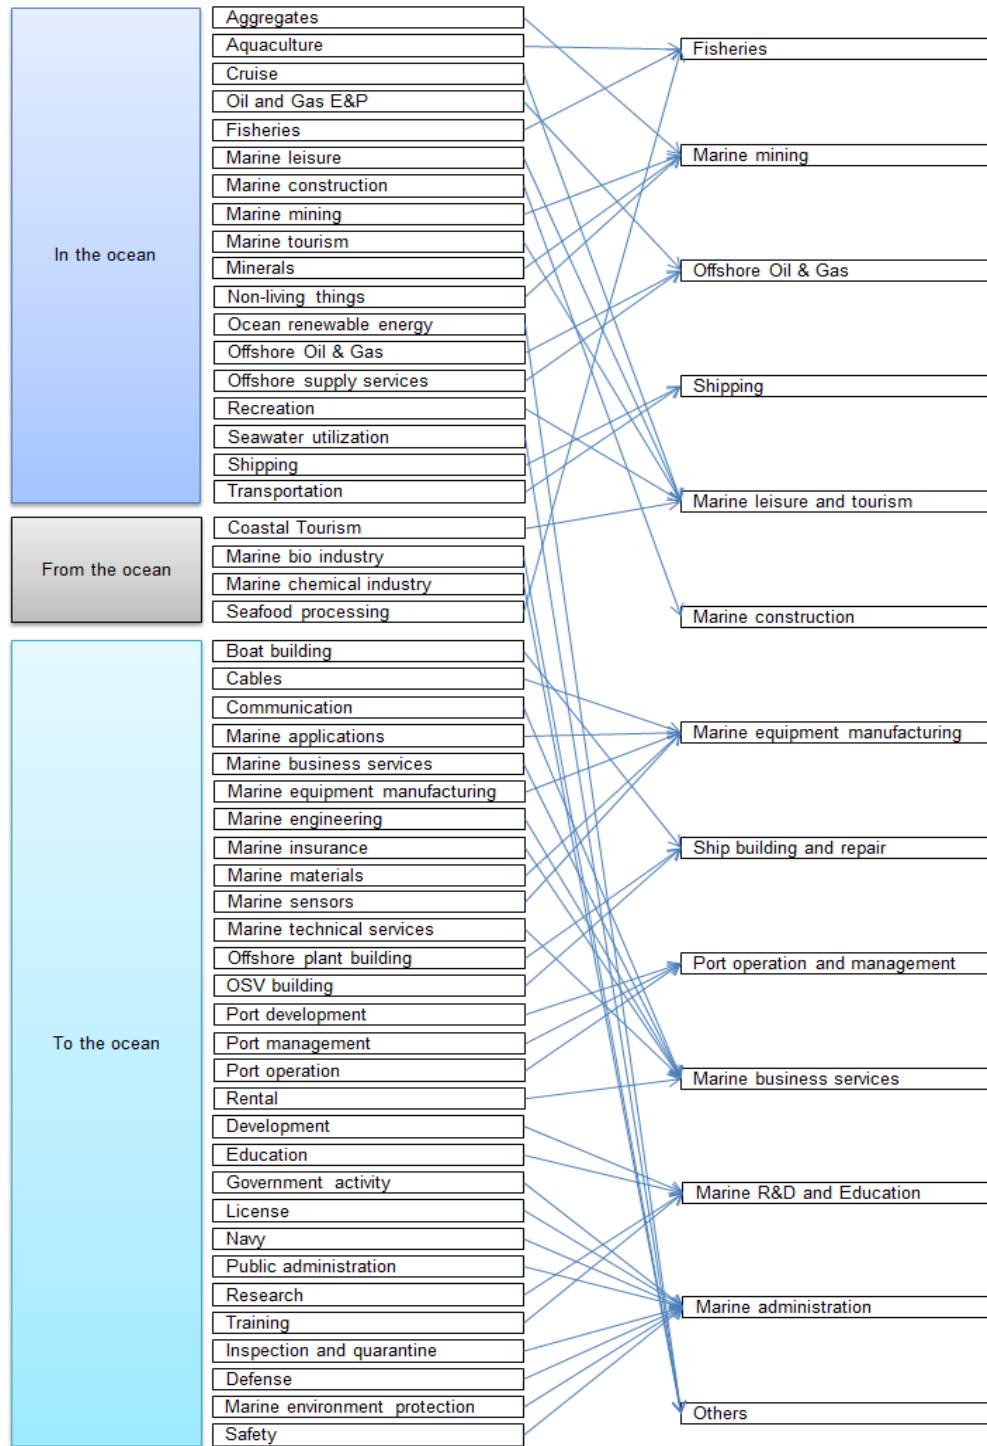 In the ocean
Aggregates
Aquaculture
Cruise
Oil and Gas E&P
Fisheries
Marine leisure
Marine construction
Marine mining
Marine tourism
Minerals
Non-living things
Ocean renewable energy
Offshore Oil & Gas
Offshore supply services
Recreation
Seawater utilization
Shipping
Transportation
From the ocean
Coastal Tourism
Marine bio industry
Marine chemical industry
Seafood processing
To the ocean
Boat building
Cables
Communication
Marine applications
Marine business services
Marine equipment manufacturing
Marine engineering
Marine insurance
Marine materials
Marine sensors
Marine technical services
Offshore plant building
OSV building
Port development
Port management
Port operation
Rental
Development
Education
Government activity
License
Navy
Public administration
Research
Training
Inspection and quarantine
Defense
Marine environment protection
Safety
Fisheries
Marine mining
Offshore Oil & Gas
Shipping
Marine leisure and tourism
Marine construction
Marine equipment manufacturing
Ship building and repair
Port operation and management
Marine business services
Marine R&D and Education
Marine administration
Others